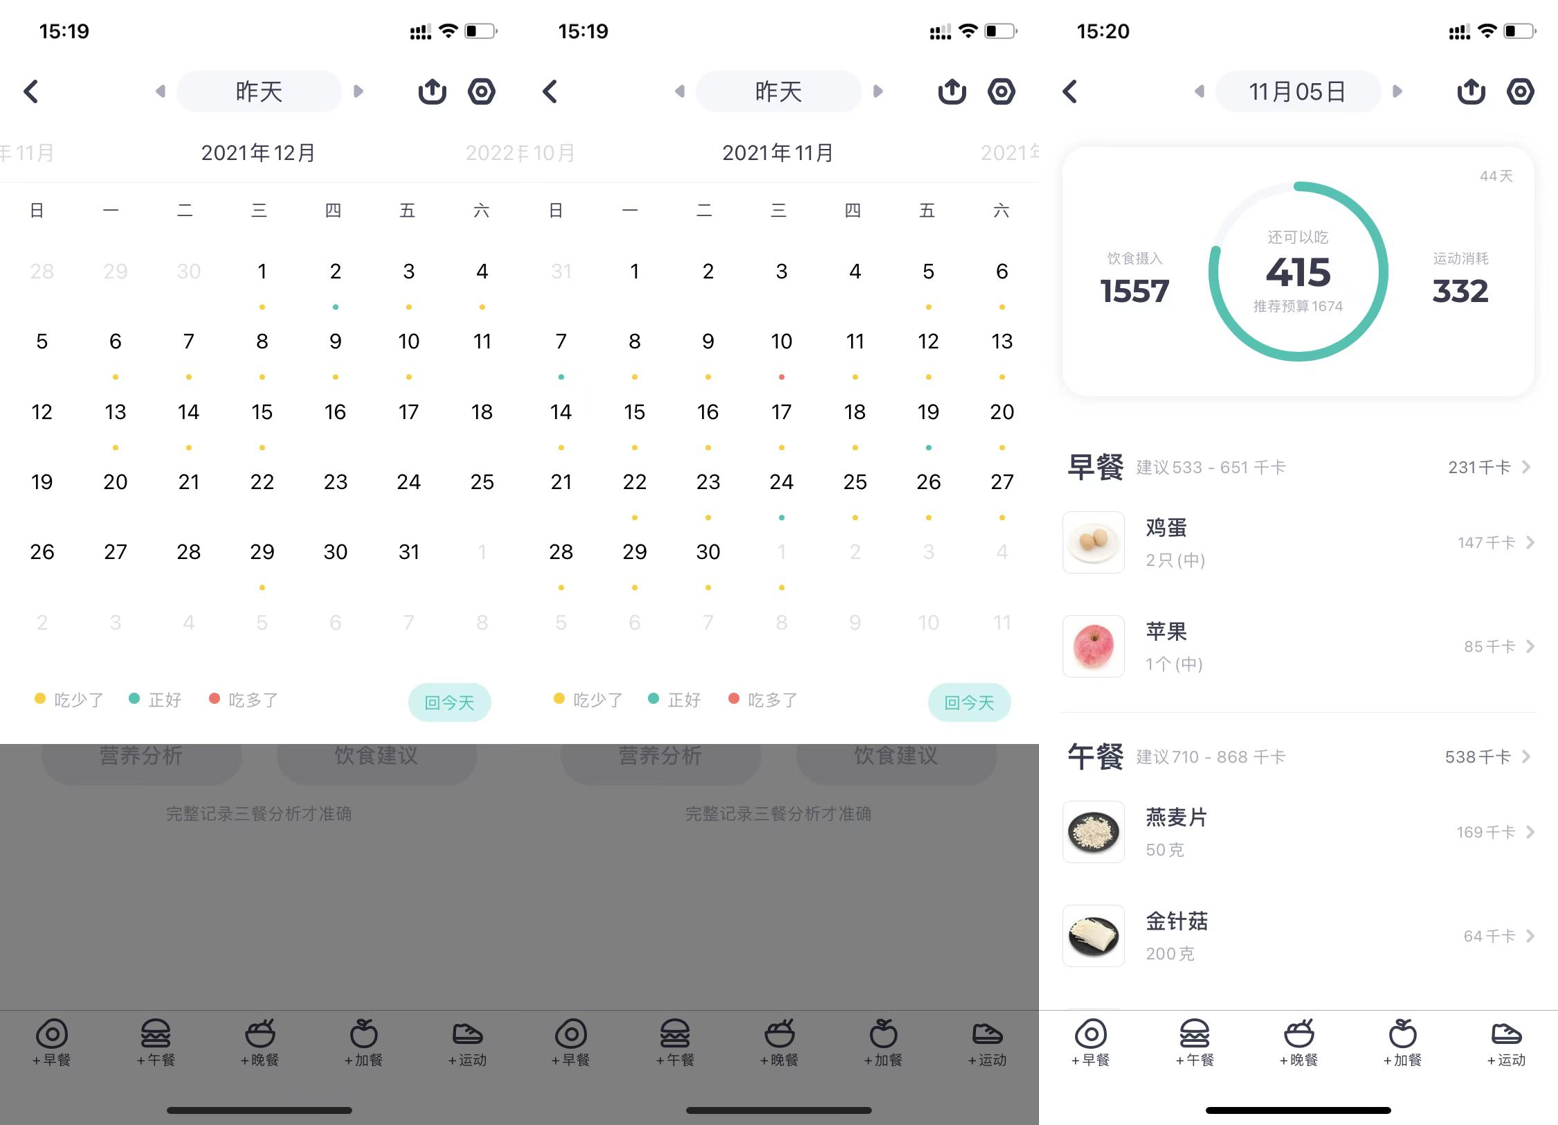 15:19
昨天
年11月
2021年12月
2022年
日 一 二 三 四 五 六
28 29 30 1 2 3 4
5 6 7 8 9 10 11
12 13 14 15 16 17 18
19 20 21 22 23 24 25
26 27 28 29 30 31 1
2 3 4 5 6 7 8
吃少了 正好 吃多了
回今天
营养分析 饮食建议
完整记录三餐分析才准确
+早餐 +午餐 +晚餐 +加餐 +运动
15:19
昨天
10月
2021年11月
2021年
日 一 二 三 四 五 六
31 1 2 3 4 5 6
7 8 9 10 11 12 13
14 15 16 17 18 19 20
21 22 23 24 25 26 27
28 29 30 1 2 3 4
5 6 7 8 9 10 11
吃少了 正好 吃多了
回今天
营养分析 饮食建议
完整记录三餐分析才准确
+早餐 +午餐 +晚餐 +加餐 +运动
15:20
11月05日
44天
还可以吃
饮食摄入 415 运动消耗
1557 332
推荐预算1674
早餐 建议533 - 651 千卡 231千卡
鸡蛋
2只(中) 147千卡
苹果
1个(中) 85千卡
午餐 建议710 - 868 千卡 538千卡
燕麦片
50克 169千卡
金针菇
200克 64千卡
+早餐 +午餐 +晚餐 +加餐 +运动